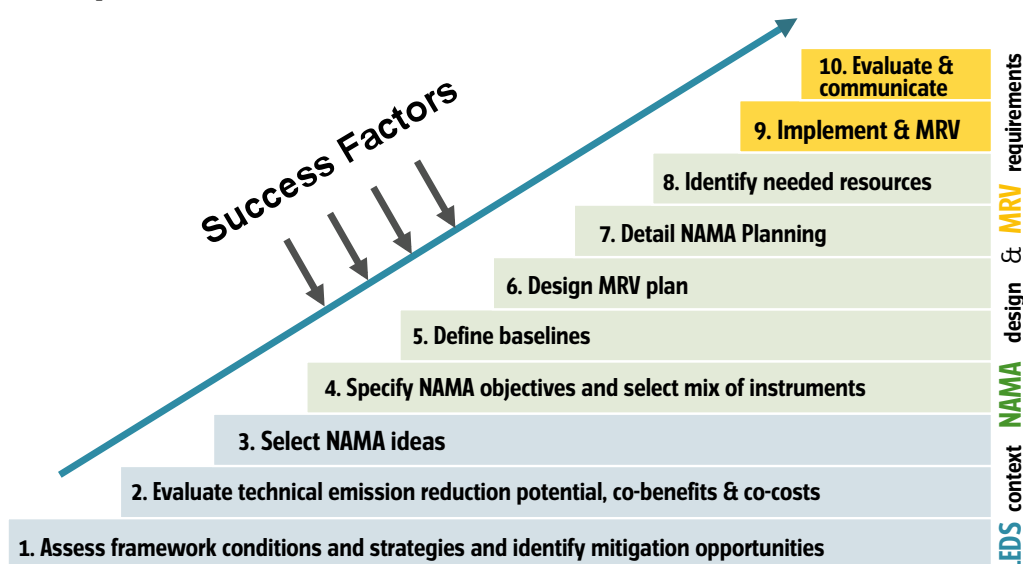 Success Factors
10. Evaluate &
communicate
9. Implement & MRV
8. Identify needed resources
7. Detail NAMA Planning
6. Design MRV plan
5. Define baselines
4. Specify NAMA objectives and select mix of instruments
3. Select NAMA ideas
2. Evaluate technical emission reduction potential, co-benefits & co-costs
1. Assess framework conditions and strategies and identify mitigation opportunities
LEDS context NAMA design & MRV requirements